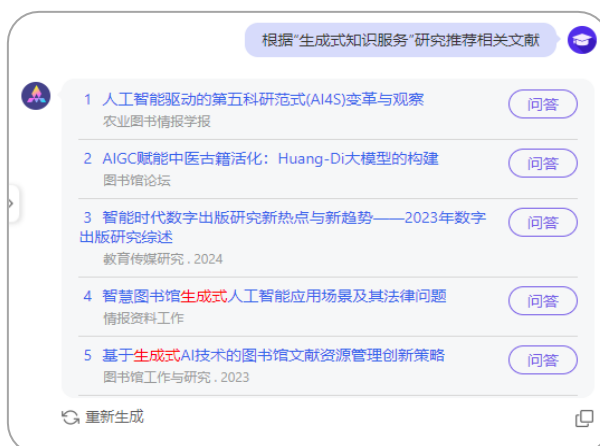 根据“生成式知识服务”研究推荐相关文献
1 人工智能驱动的第五科研范式(AI4S)变革与观察
问答
农业图书情报学报
2 AIGC赋能中医古籍活化：Huang-Di大模型的构建
问答
图书馆论坛
3 智能时代数字出版研究新热点与新趋势——2023年数字
出版研究综述
问答
教育传媒研究 . 2024
4 智慧图书馆生成式人工智能应用场景及其法律问题
问答
情报资料工作
5 基于生成式AI技术的图书馆文献资源管理创新策略
问答
图书馆工作与研究 . 2023
重新生成